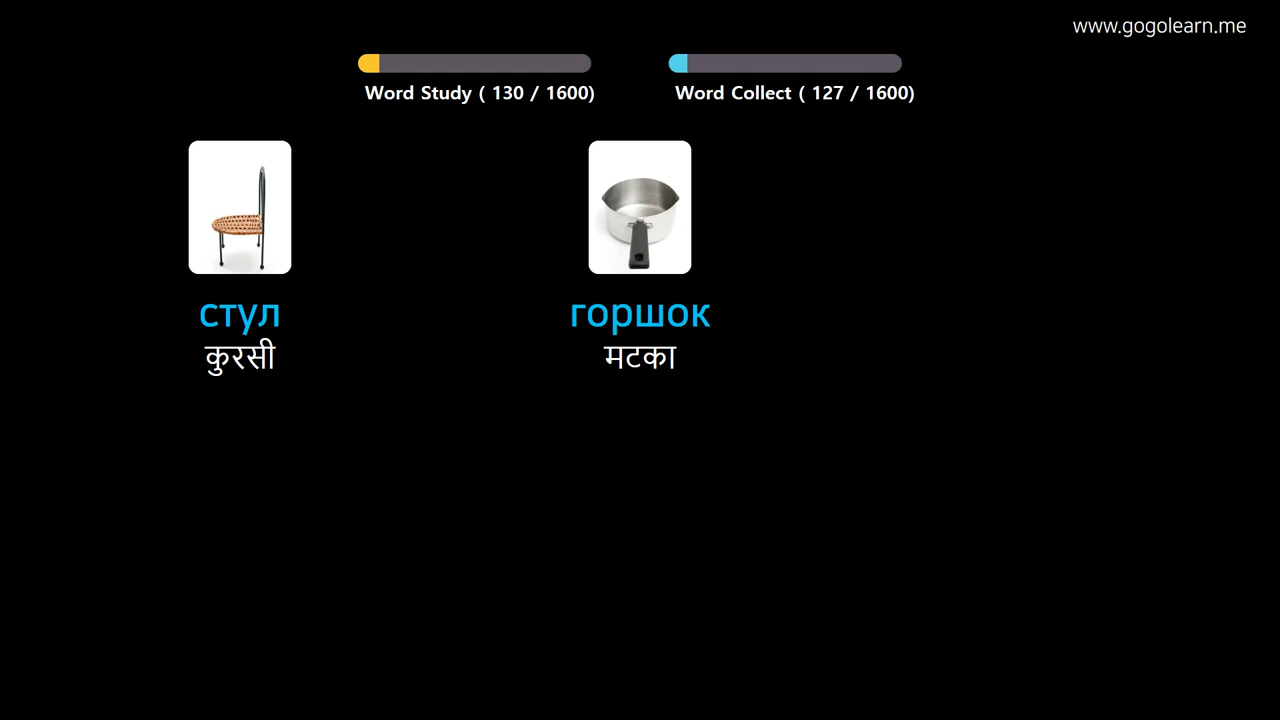 www.gogolearn.me
Word Study ( 130 / 1600)
Word Collect ( 127 / 1600)
стул
कुरसी
горшок
मटका